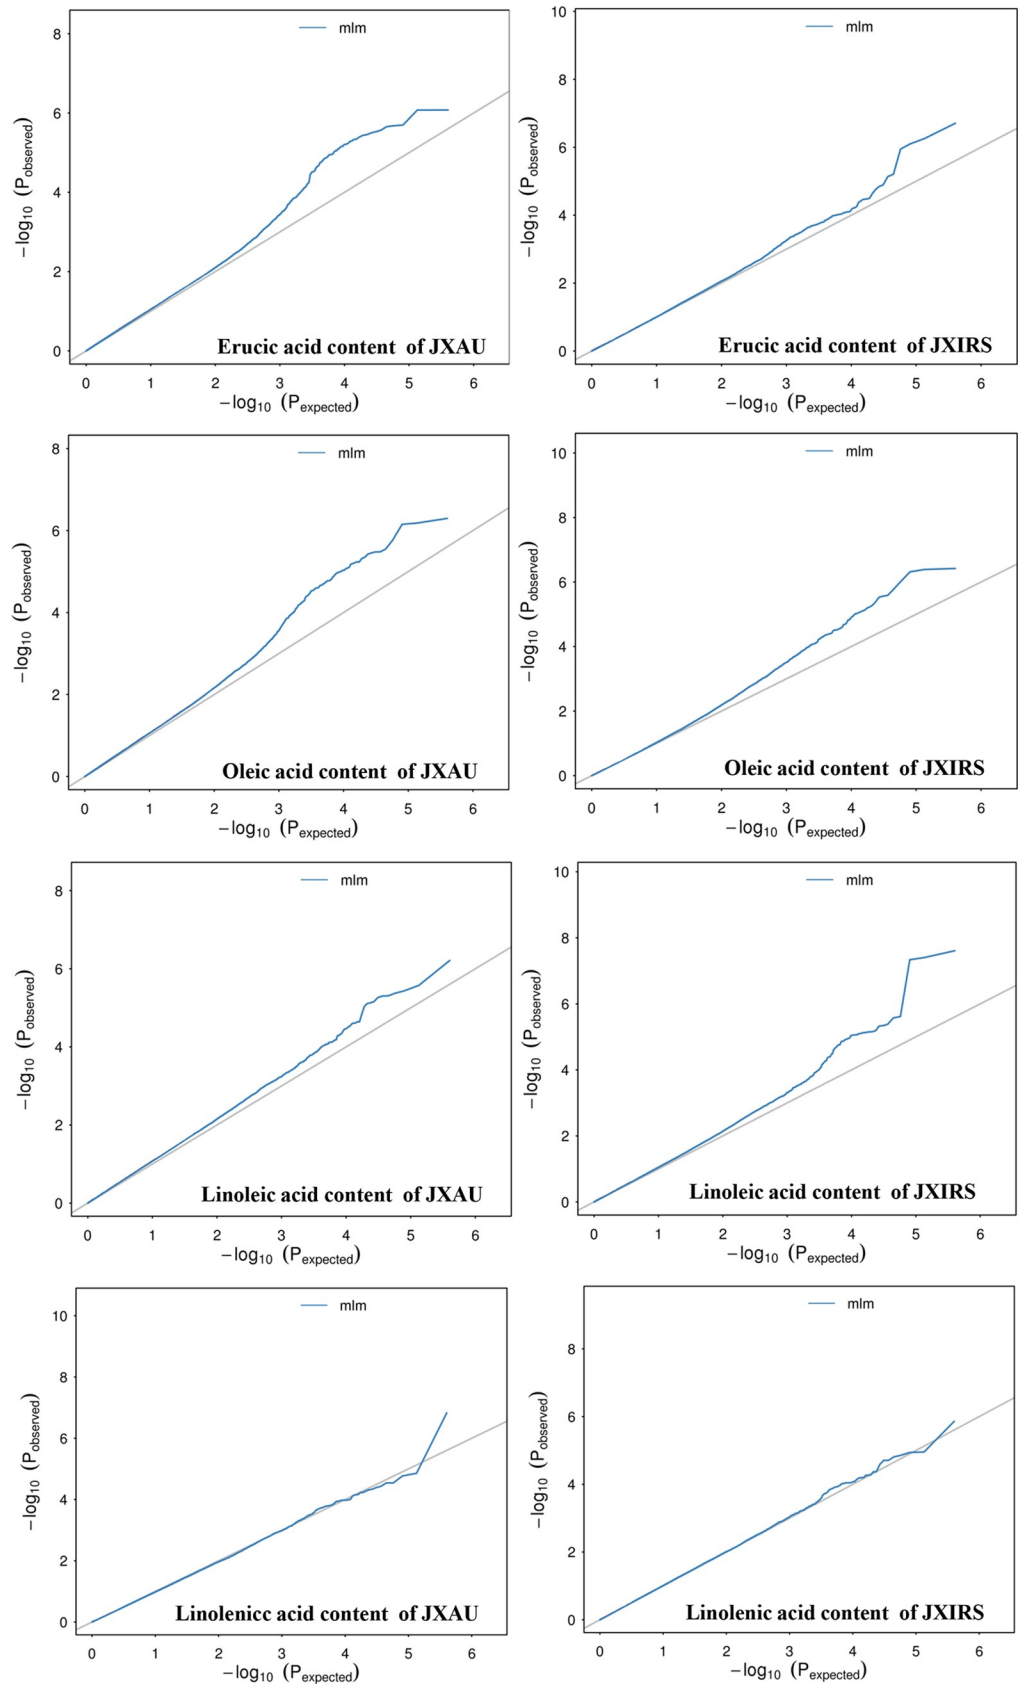 8
6
4
2
0
−log10 (Pobserved)
mlm
Erucic acid content of JXAU
0 1 2 3 4 5 6
−log10 (Pexpected)
10
8
6
4
2
0
−log10 (Pobserved)
mlm
Erucic acid content of JXIRS
0 1 2 3 4 5 6
−log10 (Pexpected)
8
6
4
2
0
−log10 (Pobserved)
mlm
Oleic acid content of JXAU
0 1 2 3 4 5 6
−log10 (Pexpected)
10
8
6
4
2
0
−log10 (Pobserved)
mlm
Oleic acid content of JXIRS
0 1 2 3 4 5 6
−log10 (Pexpected)
8
6
4
2
0
−log10 (Pobserved)
mlm
Linoleic acid content of JXAU
0 1 2 3 4 5 6
−log10 (Pexpected)
10
8
6
4
2
0
−log10 (Pobserved)
mlm
Linoleic acid content of JXIRS
0 1 2 3 4 5 6
−log10 (Pexpected)
10
8
6
4
2
0
−log10 (Pobserved)
mlm
Linolenicc acid content of JXAU
0 1 2 3 4 5 6
−log10 (Pexpected)
8
6
4
2
0
−log10 (Pobserved)
mlm
Linolenic acid content of JXIRS
0 1 2 3 4 5 6
−log10 (Pexpected)